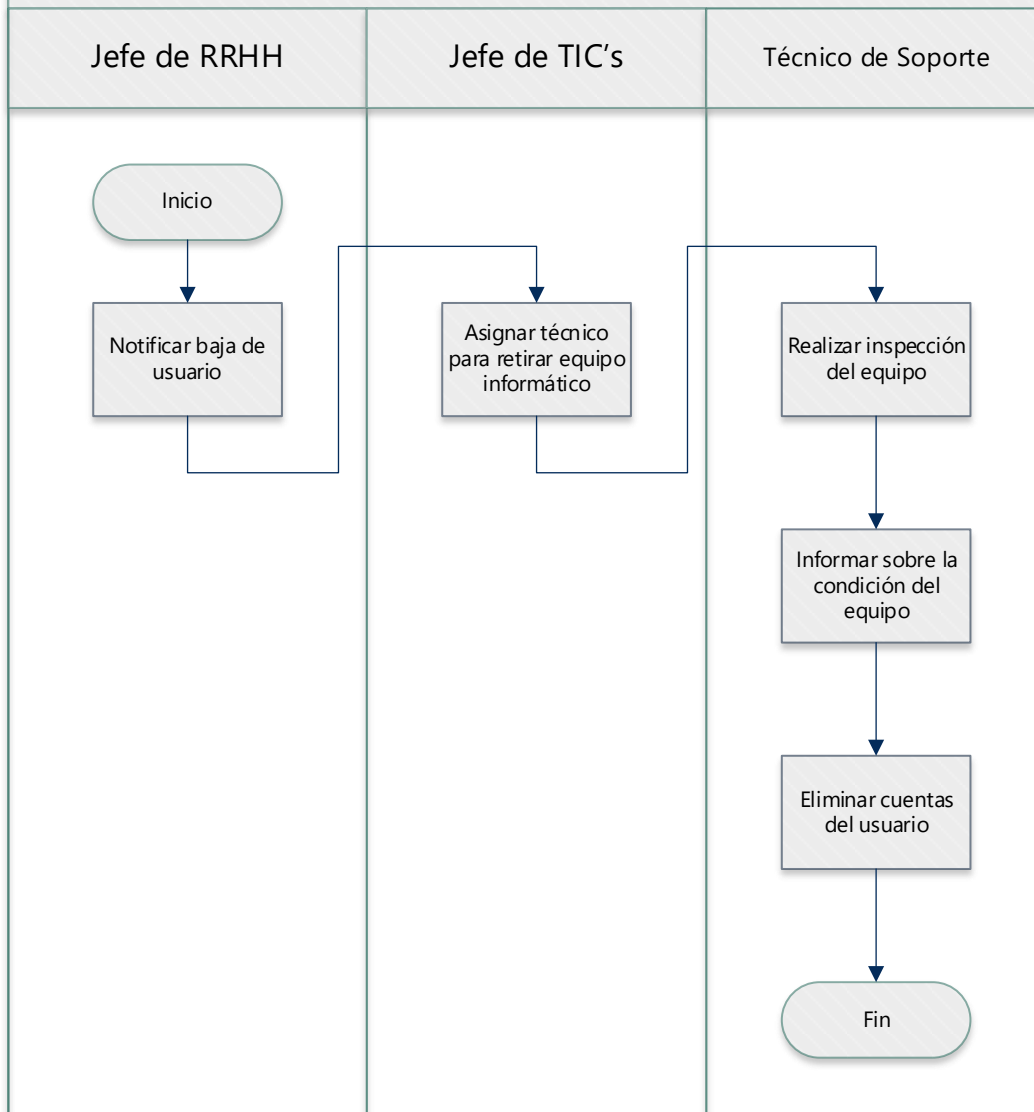 Jefe de RRHH
Jefe de TIC's
Técnico de Soporte
Inicio
Notificar baja de
usuario
Asignar técnico
para retirar equipo
informático
Realizar inspección
del equipo
Informar sobre la
condición del
equipo
Eliminar cuentas
del usuario
Fin